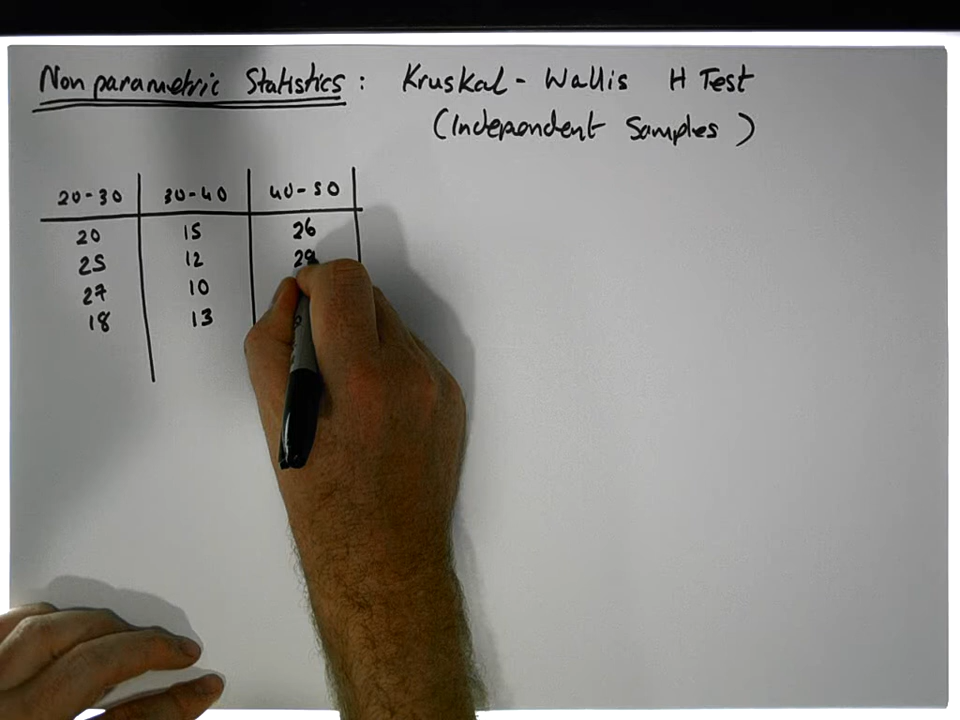 Non parametric Statistics : Kruskal - Wallis H Test
(Independent Samples )
20-30 30-40 40-50
20 15 26
25 12
27 10
18 13